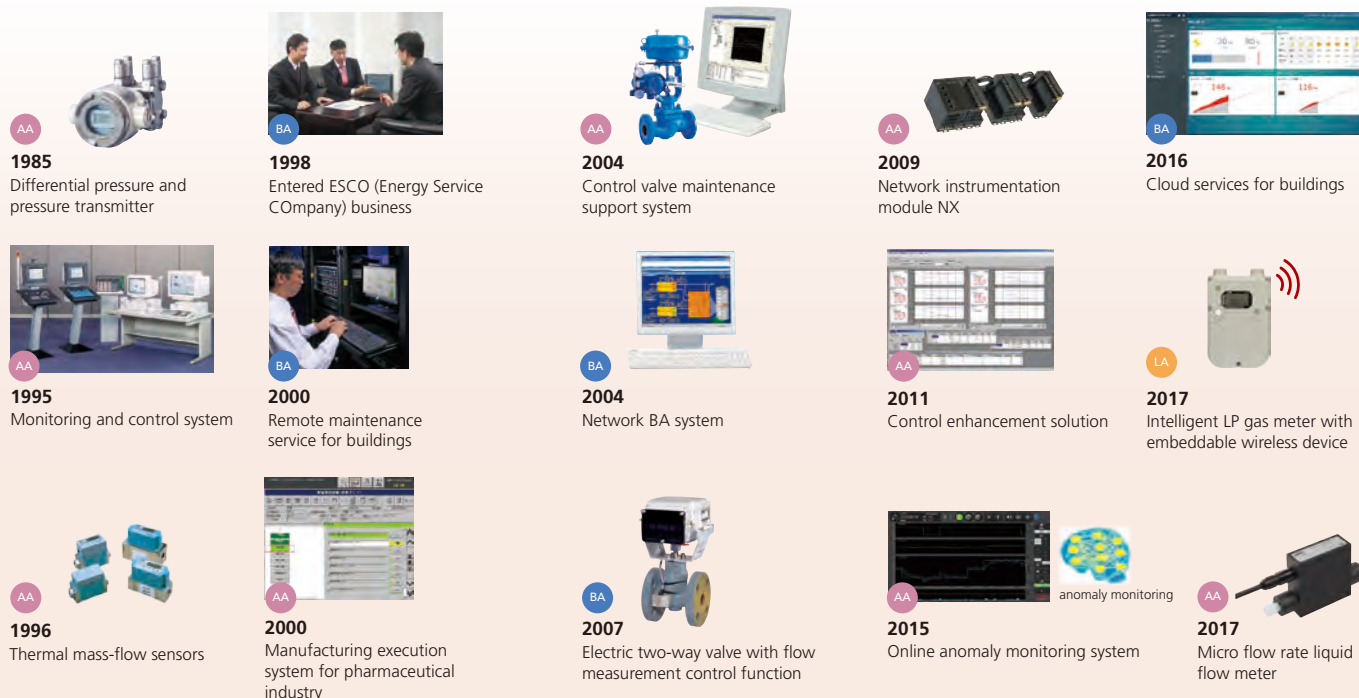 AA
1985
Differential pressure and
pressure transmitter
AA
1995
Monitoring and control system
AA
1996
Thermal mass-flow sensors
BA
1998
Entered ESCO (Energy Service
COmpany) business
BA
2000
Remote maintenance
service for buildings
AA
2000
Manufacturing execution
system for pharmaceutical
industry
AA
2004
Control valve maintenance
support system
BA
2004
Network BA system
BA
2007
Electric two-way valve with flow
measurement control function
AA
2009
Network instrumentation
module NX
AA
2011
Control enhancement solution
anomaly monitoring
AA
2015
Online anomaly monitoring system
BA
2016
Cloud services for buildings
LA
2017
Intelligent LP gas meter with
embeddable wireless device
AA
2017
Micro flow rate liquid
flow meter